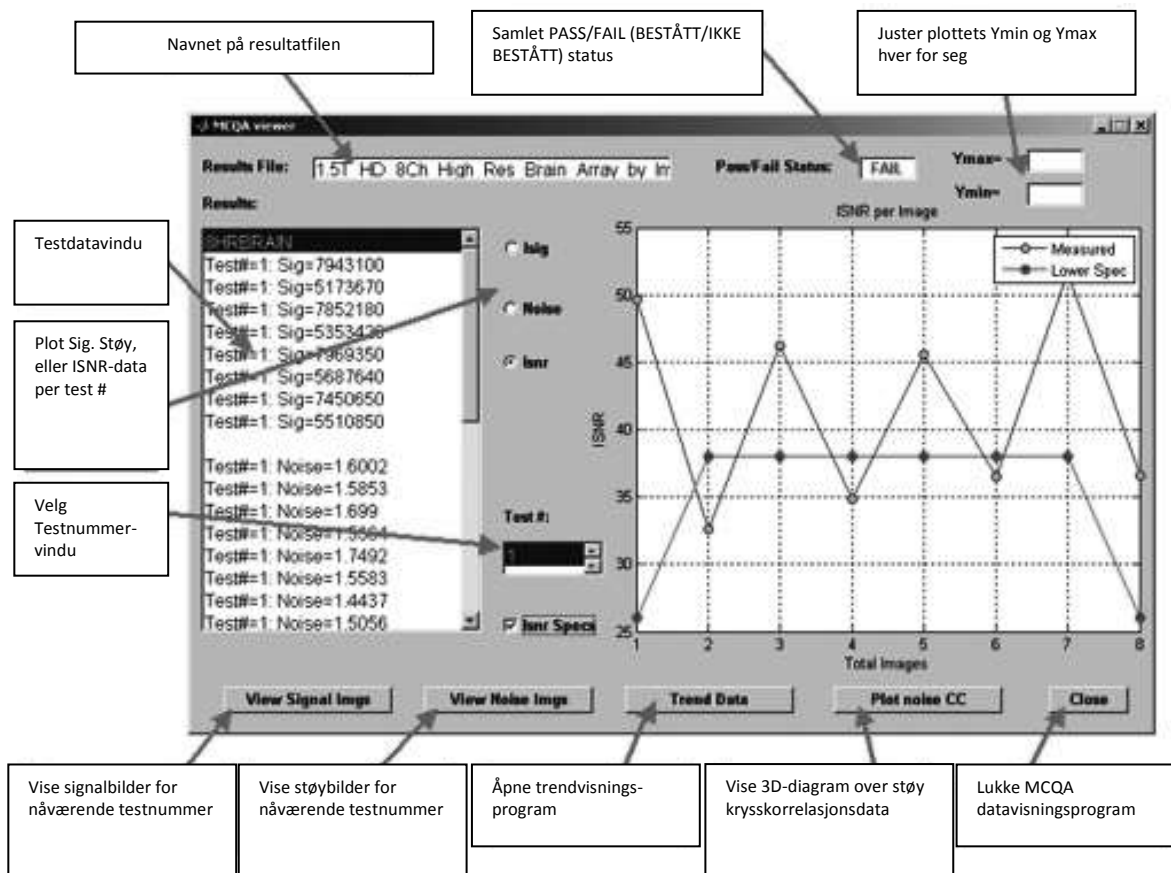 Navnet på resultatfilen
Samlet PASS/FAIL (BESTÅTT/IKKE
BESTÅTT) status
Juster plottets Ymin og Ymax
hver for seg
MCQA viewer
Results File:
1.5T HD 8Ch High Res Brain Array by Im
Pass/Fail Status:
FAIL
Ymax=
Ymin=
Results:
8HRBRAIN
Test#=1: Sig=7943100
Test#=1: Sig=5173670
Test#=1: Sig=7852180
Test#=1: Sig=5353420
Test#=1: Sig=7969350
Test#=1: Sig=5687640
Test#=1: Sig=7450650
Test#=1: Sig=5510850
Test#=1: Noise=1.6002
Test#=1: Noise=1.5853
Test#=1: Noise=1.699
Test#=1:
Test#=1: Noise=1.7492
Test#=1: Noise=1.5583
Test#=1: Noise=1.4437
Test#=1: Noise=1.5056
Isig
Noise
Isnr
Test #:
1
Isnr Specs
ISNR per Image
Measured
Lower Spec
55
50
45
40
35
30
25
ISNR
1 2 3 4 5 6 7 8
Total Images
View Signal Imgs
View Noise Imgs
Trend Data
Plot noise CC
Close
Testdatavindu
Plot Sig. Støy,
eller ISNR-data
per test #
Velg
Testnummer-
vindu
Vise signalbilder for
nåværende testnummer
Vise støybilder for
nåværende testnummer
Åpne trendvisnings-
program
Vise 3D-diagram over støy
krysskorrelasjonsdata
Lukke MCQA
datavisningsprogram